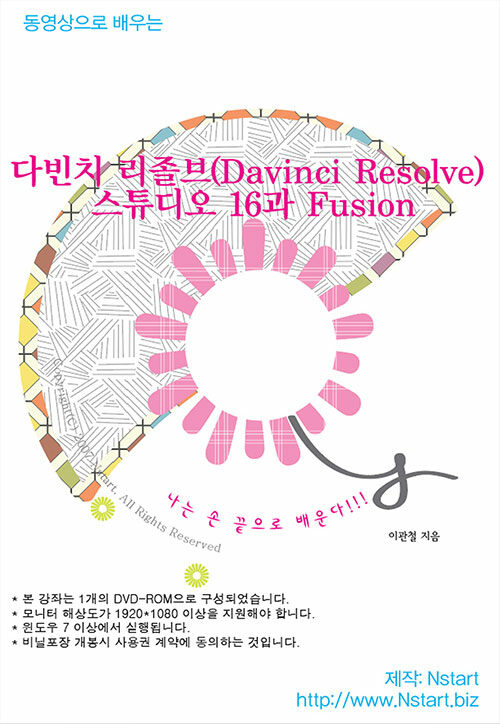 동영상으로 배우는
다빈치 리졸브(Davinci Resolve)
스튜디오 16과 Fusion
Copyright(C) 2007 Nstart. All Rights Reserved
나는 손 끝으로 배운다!!!
이관철 지음
* 본 강좌는 1개의 DVD-ROM으로 구성되었습니다.
* 모니터 해상도가 1920*1080 이상을 지원해야 합니다.
* 윈도우 7 이상에서 실행됩니다.
* 비닐포장 개봉시 사용권 계약에 동의하는 것입니다.
제작: Nstart
http://www.Nstart.biz